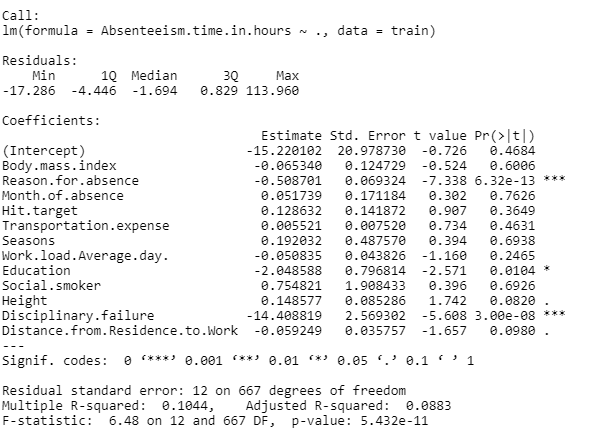 Call:
lm(formula = Absenteeism.time.in.hours ~ ., data = train)
Residuals:
Min 1Q Median 3Q Max
-17.286 -4.446 -1.694 0.829 113.960
Coefficients:
Estimate Std. Error t value Pr(>|t|)
(Intercept) -15.220102 20.978730 -0.726 0.4684
Body.mass.index -0.065340 0.124729 -0.524 0.6006
Reason.for.absence -0.508701 0.069324 -7.338 6.32e-13 ***
Month.of.absence 0.051739 0.171184 0.302 0.7626
Hit.target 0.128632 0.141872 0.907 0.3649
Transportation.expense 0.005521 0.007520 0.734 0.4631
Seasons 0.192032 0.487570 0.394 0.6938
Work.load.Average.day. -0.050835 0.043826 -1.160 0.2465
Education -2.048588 0.796814 -2.571 0.0104 *
Social.smoker 0.754821 1.908433 0.396 0.6926
Height 0.148577 0.085286 1.742 0.0820 .
Disciplinary.failure -14.408819 2.569302 -5.608 3.00e-08 ***
Distance.from.Residence.to.Work -0.059249 0.035757 -1.657 0.0980 .
---
Signif. codes: 0 ‘***’ 0.001 ‘**’ 0.01 ‘*’ 0.05 ‘.’ 0.1 ‘ ’ 1
Residual standard error: 12 on 667 degrees of freedom
Multiple R-squared: 0.1044, Adjusted R-squared: 0.0883
F-statistic: 6.48 on 12 and 667 DF, p-value: 5.432e-11